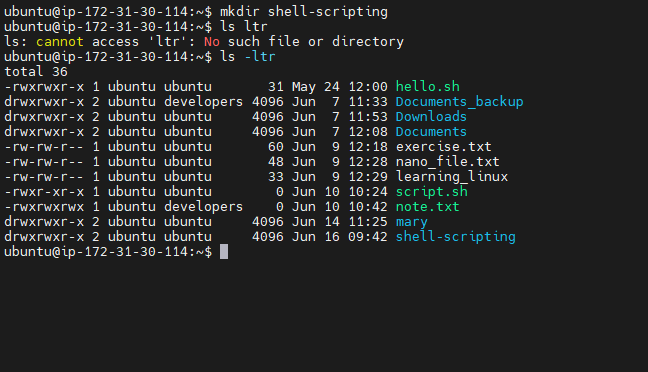 ubuntu@ip-172-31-30-114:~$ mkdir shell-scripting
ubuntu@ip-172-31-30-114:~$ ls ltr
ls: cannot access 'ltr': No such file or directory
ubuntu@ip-172-31-30-114:~$ ls -ltr
total 36
-rwxrwxr-x 1 ubuntu ubuntu       31 May 24 12:00 hello.sh
drwxrwxr-x 2 ubuntu developers 4096 Jun  7 11:33 Documents_backup
drwxrwxr-x 2 ubuntu ubuntu     4096 Jun  7 11:53 Downloads
drwxrwxr-x 2 ubuntu ubuntu     4096 Jun  7 12:08 Documents
-rw-rw-r-- 1 ubuntu ubuntu       60 Jun  9 12:18 exercise.txt
-rw-rw-r-- 1 ubuntu ubuntu       48 Jun  9 12:28 nano_file.txt
-rw-rw-r-- 1 ubuntu ubuntu       33 Jun  9 12:29 learning_linux
-rwxr-xr-x 1 ubuntu ubuntu        0 Jun 10 10:24 script.sh
-rwxrwxrwx 1 ubuntu developers    0 Jun 10 10:42 note.txt
drwxrwxr-x 2 ubuntu ubuntu     4096 Jun 14 11:25 mary
drwxrwxr-x 2 ubuntu ubuntu     4096 Jun 16 09:42 shell-scripting
ubuntu@ip-172-31-30-114:~$